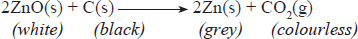 2ZnO(s) + C(s) ⟶ 2Zn(s) + CO₂(g)
(white) (black) (grey) (colourless)